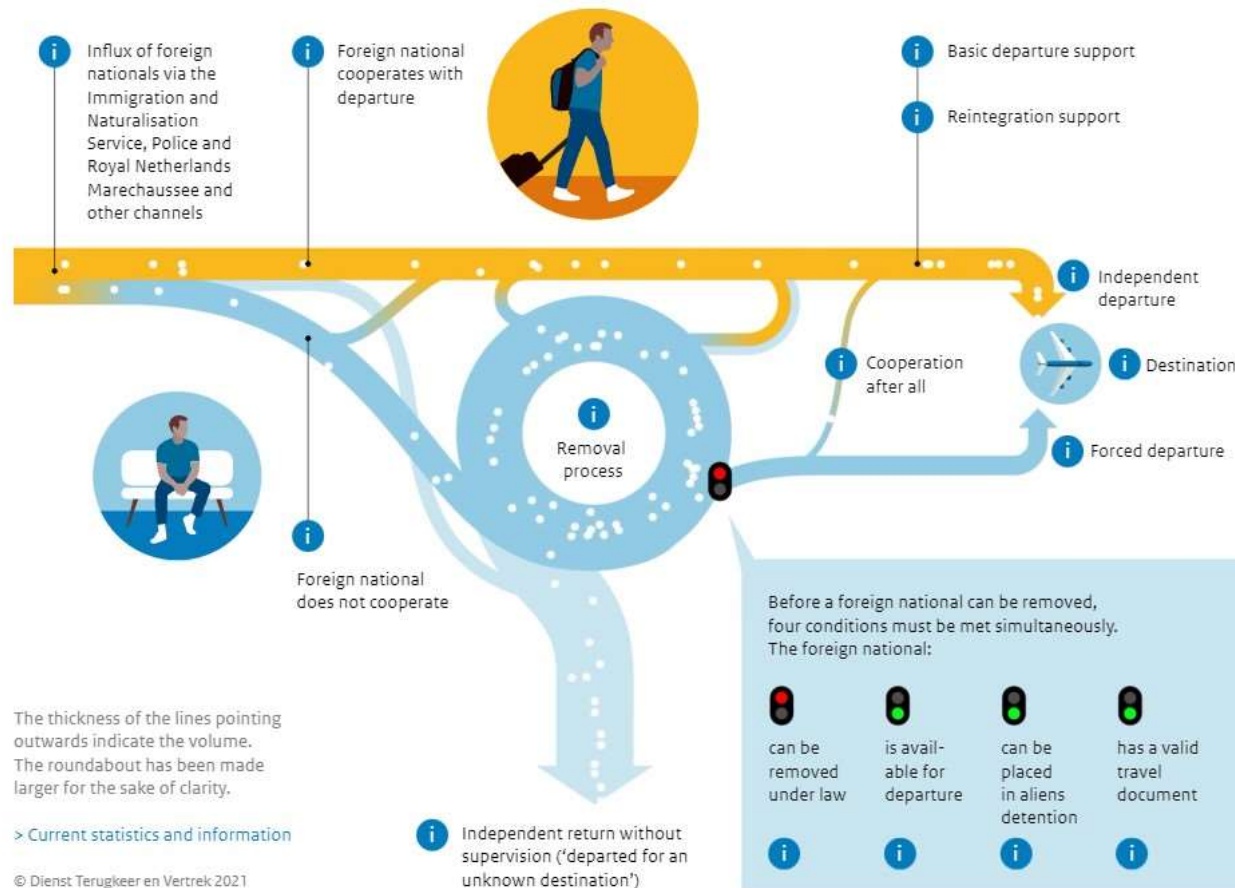 i
Influx of foreign
nationals via the
Immigration and
Naturalisation
Service, Police and
Royal Netherlands
Marechaussee and
other channels
i
Foreign national
cooperates with
departure
i
Basic departure support
i
Reintegration support
i
Independent
departure
i
Destination
i
Cooperation
after all
i
Forced departure
i
Removal
process
i
Foreign national
does not cooperate
Before a foreign national can be removed,
four conditions must be met simultaneously.
The foreign national:
can be
removed
under law
i
is avail-
able for
departure
i
can be
placed
in aliens
detention
i
has a valid
travel
document
i
The thickness of the lines pointing
outwards indicate the volume.
The roundabout has been made
larger for the sake of clarity.
> Current statistics and information
© Dienst Terugkeer en Vertrek 2021
i
Independent return without
supervision (‘departed for an
unknown destination’)